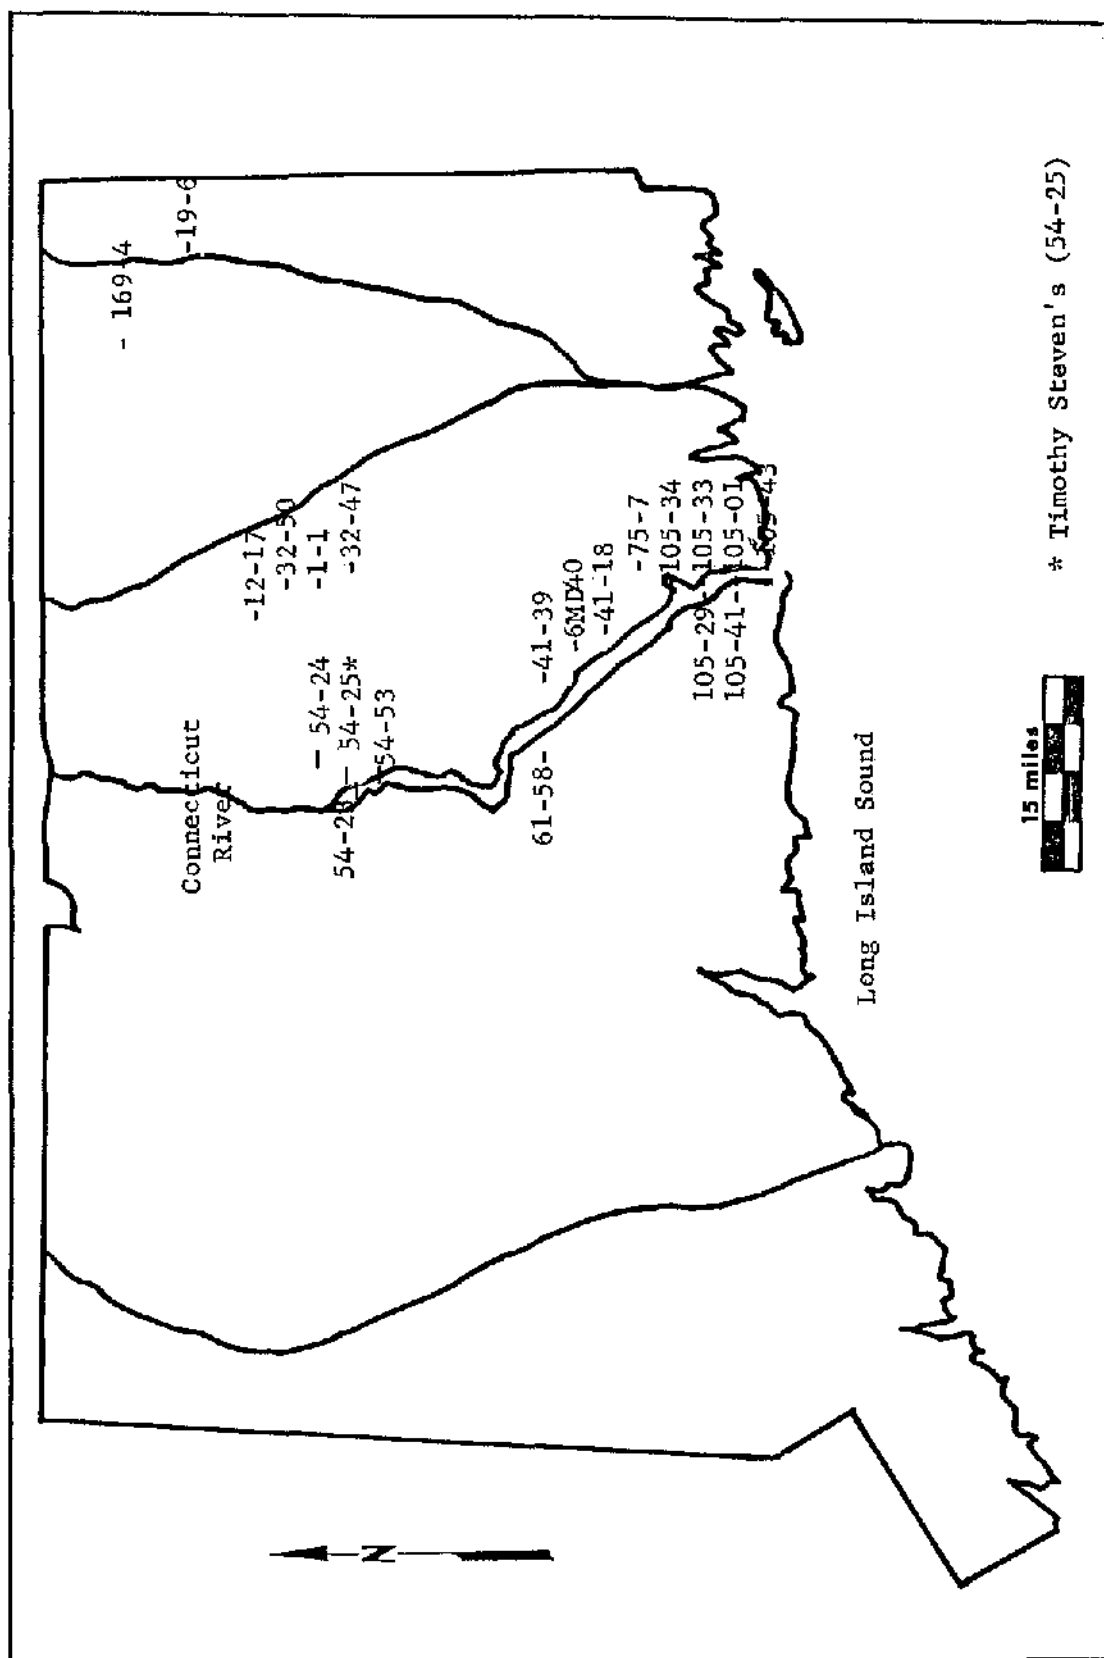 - 169-4
-19-6
-12-17
-32-50
-1-1
-32-47
Connecticut
River
— 54-24
— 54-25*
-54-53
-41-39
-6MD40
-41-18
61-58-
-75-7
105-34
105-33
105-29-
105-01
105-41-
N
Long Island Sound
15 miles
* Timothy Steven's (54-25)